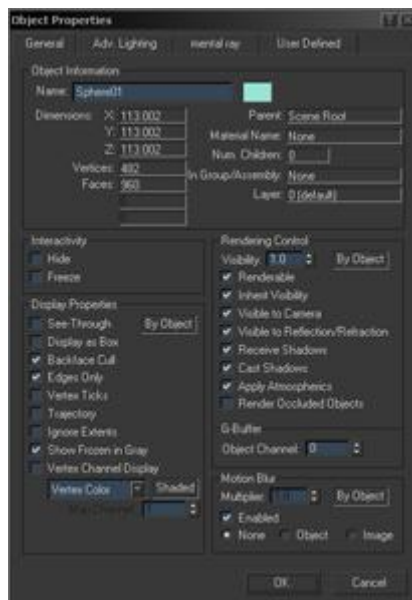 Object Properties
General Adv. Lighting mental ray User Defined
Object Information
Name: Sphere01
Dimensions: X: 113.002
Y: 113.002
Z: 113.002
Vertices: 482
Faces: 960
Parent: Scene Root
Material Name: None
Num. Children: 0
In Group/Assembly: None
Layer: 0 (default)
Interactivity
Hide
Freeze
Display Properties
See-Through By Object
Display as Box
Backface Cull
Edges Only
Vertex Ticks
Trajectory
Ignore Extents
Show Frozen in Gray
Vertex Channel Display
Vertex Color Shaded
Map Channel:
Rendering Control
Visibility: 1.0 By Object
Renderable
Inherit Visibility
Visible to Camera
Visible to Reflection/Refraction
Receive Shadows
Cast Shadows
Apply Atmospherics
Render Occluded Objects
G-Buffer
Object Channel: 0
Motion Blur
Multiplier: By Object
Enabled
None Object Image
OK Cancel